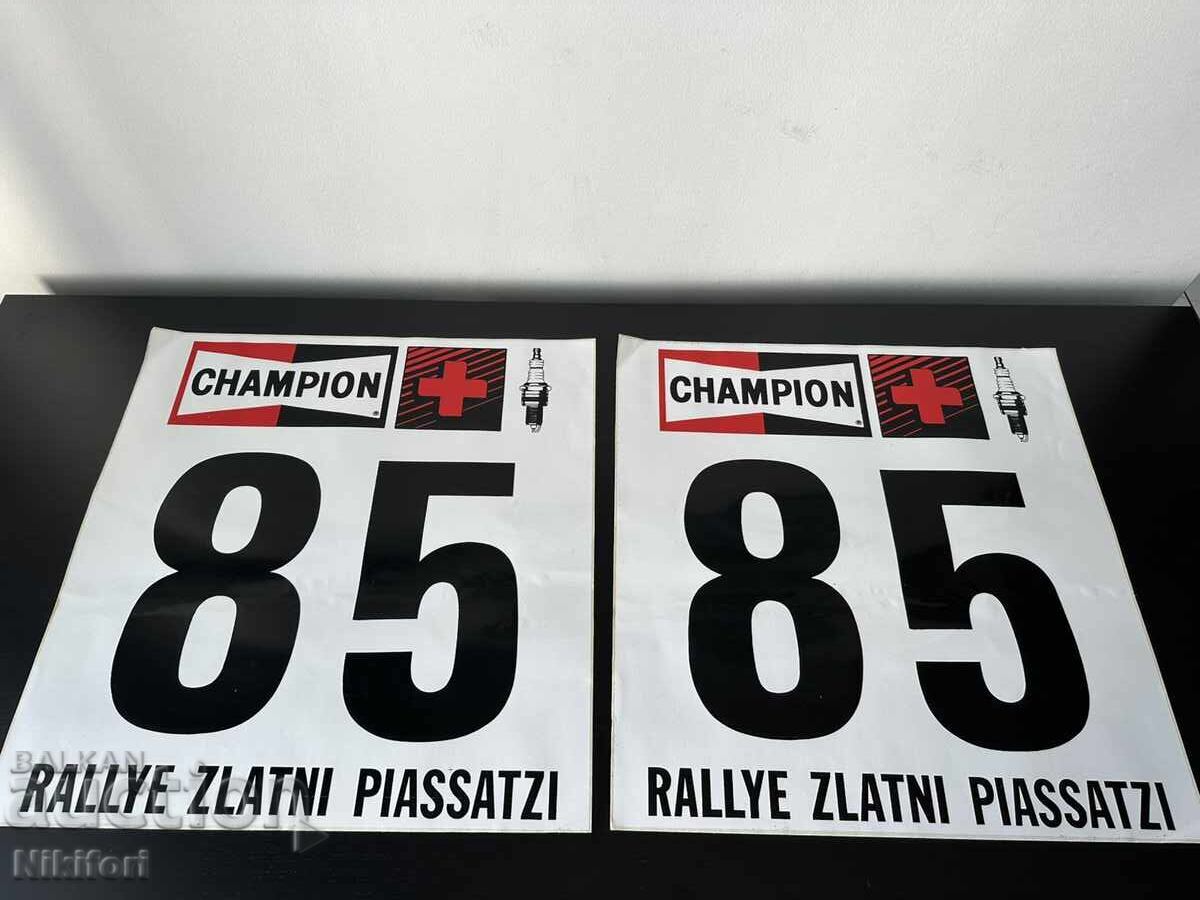 CHAMPION
85
RALLYE ZLATNI PIASSATZI
CHAMPION
85
RALLYE ZLATNI PIASSATZI
BALKAN
auction
Nikifori